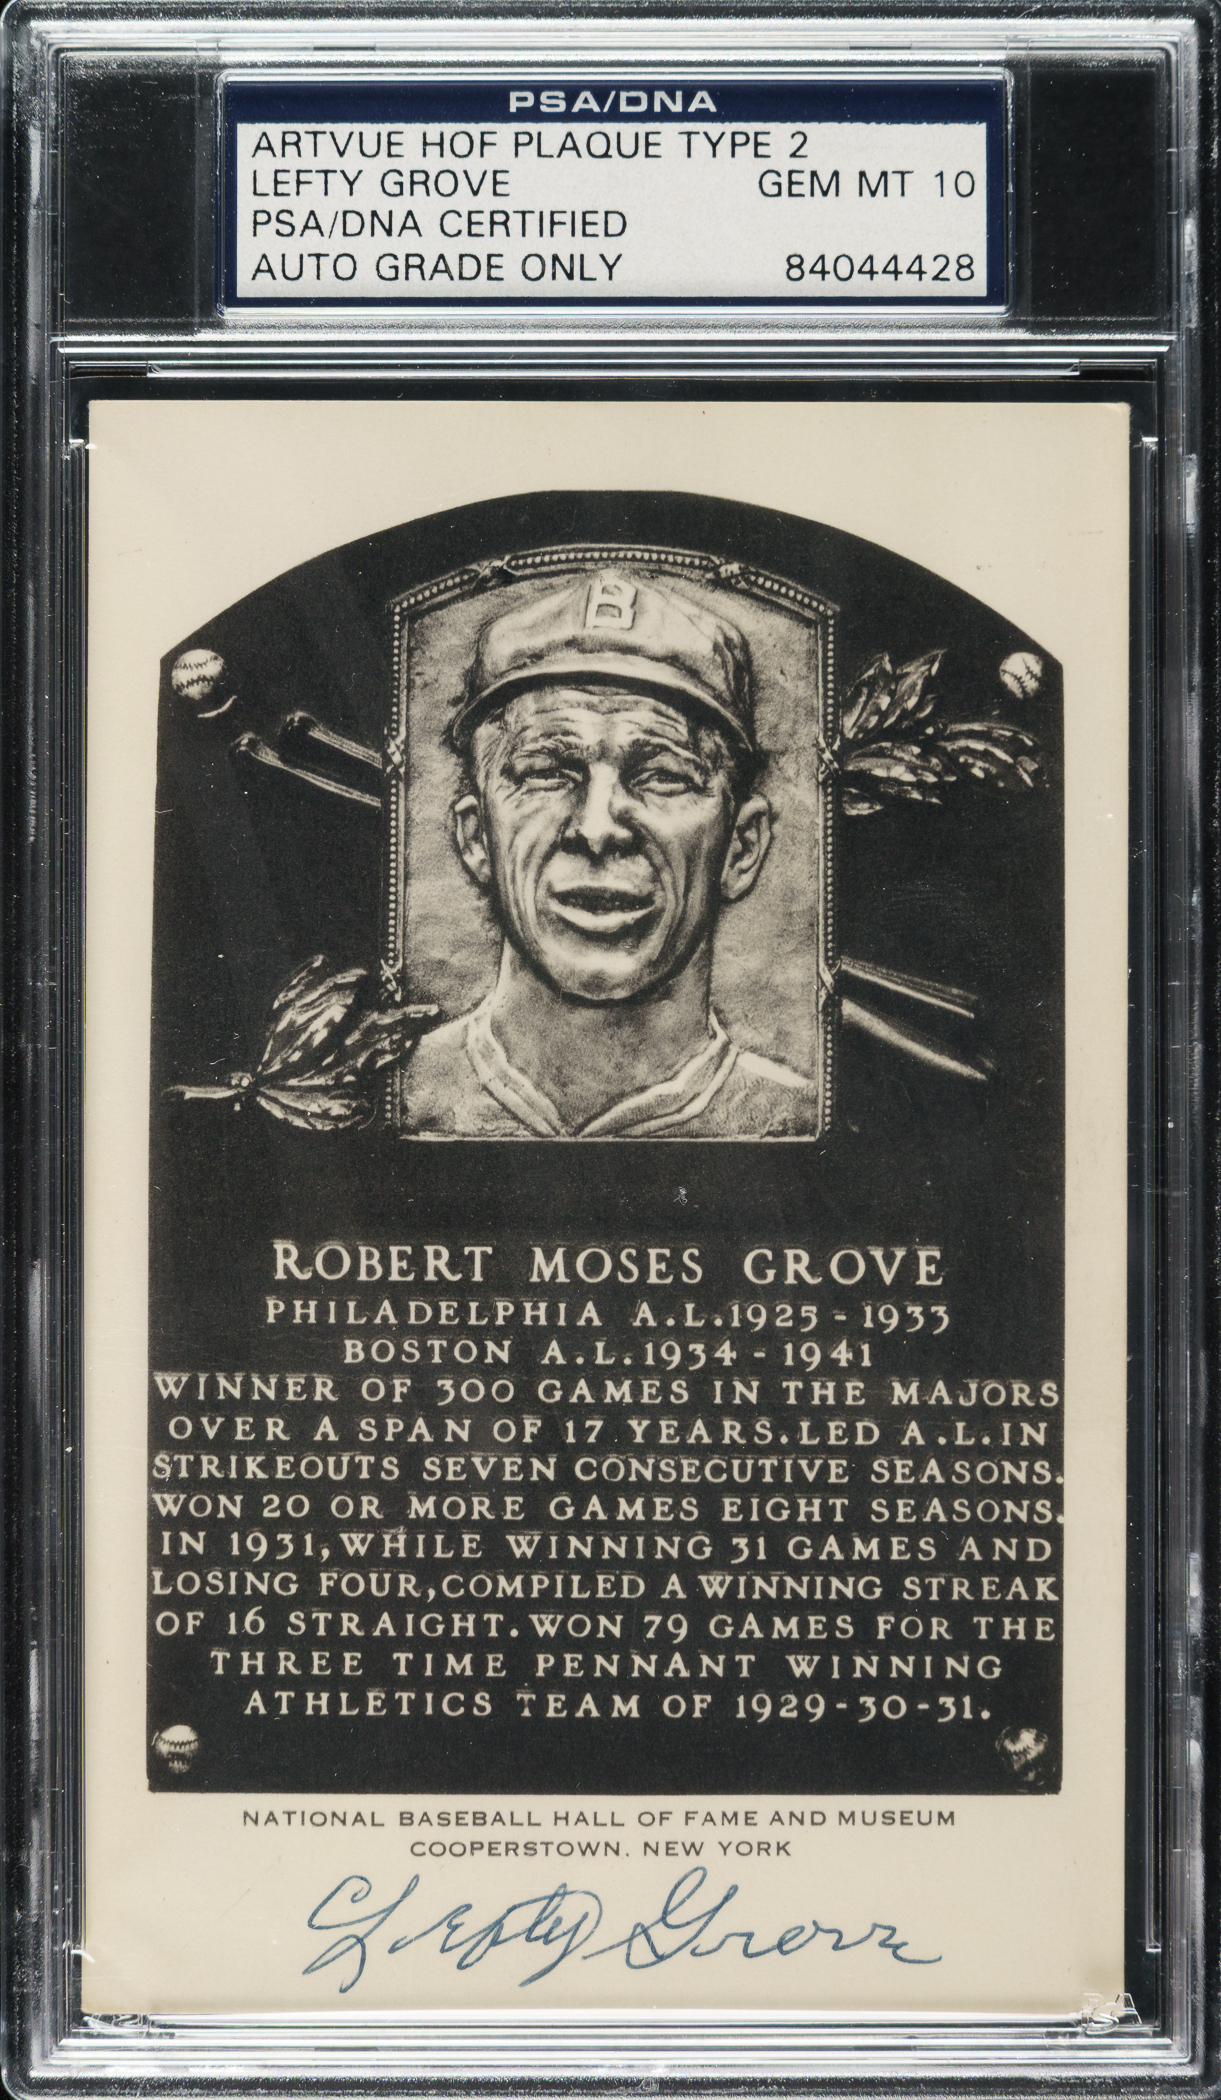 PSA/DNA
ARTVUE HOF PLAQUE TYPE 2
LEFTY GROVE GEM MT 10
PSA/DNA CERTIFIED
AUTO GRADE ONLY 84044428
B
ROBERT MOSES GROVE
PHILADELPHIA A.L.1925-1933
BOSTON A.L.1934-1941
WINNER OF 300 GAMES IN THE MAJORS
OVER A SPAN OF 17 YEARS.LED A.L.IN
STRIKEOUTS SEVEN CONSECUTIVE SEASONS.
WON 20 OR MORE GAMES EIGHT SEASONS.
IN 1931,WHILE WINNING 31 GAMES AND
LOSING FOUR,COMPILED A WINNING STREAK
OF 16 STRAIGHT.WON 79 GAMES FOR THE
THREE TIME PENNANT WINNING
ATHLETICS TEAM OF 1929-30-31.
NATIONAL BASEBALL HALL OF FAME AND MUSEUM
COOPERSTOWN, NEW YORK
Lefty Grove
PSA